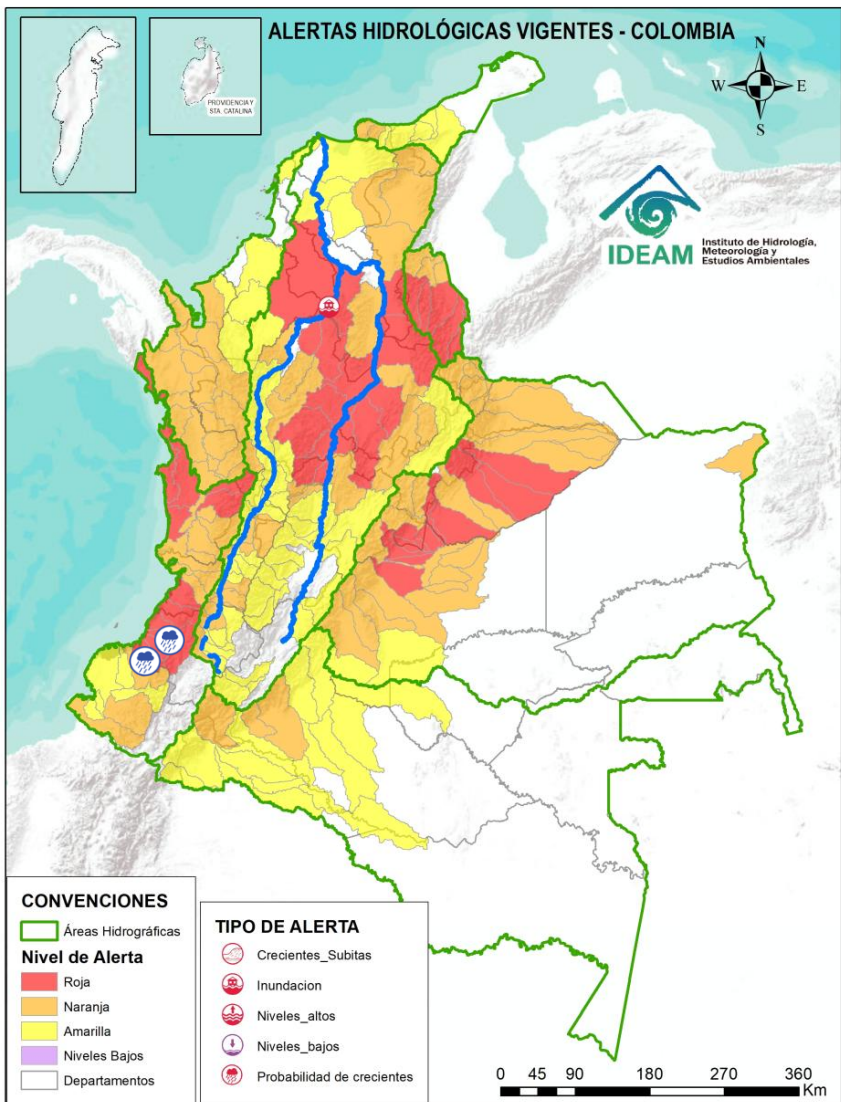 ALERTAS HIDROLÓGICAS VIGENTES - COLOMBIA
PROVIDENCIA Y
STA. CATALINA
N
W
E
S
IDEAM
Instituto de Hidrología,
Meteorología y
Estudios Ambientales
CONVENCIONES
Áreas Hidrográficas
Nivel de Alerta
Roja
Naranja
Amarilla
Niveles Bajos
Departamentos
TIPO DE ALERTA
Crecientes_Subitas
Inundacion
Niveles_altos
Niveles_bajos
Probabilidad de crecientes
0 45 90 180 270 360
Km